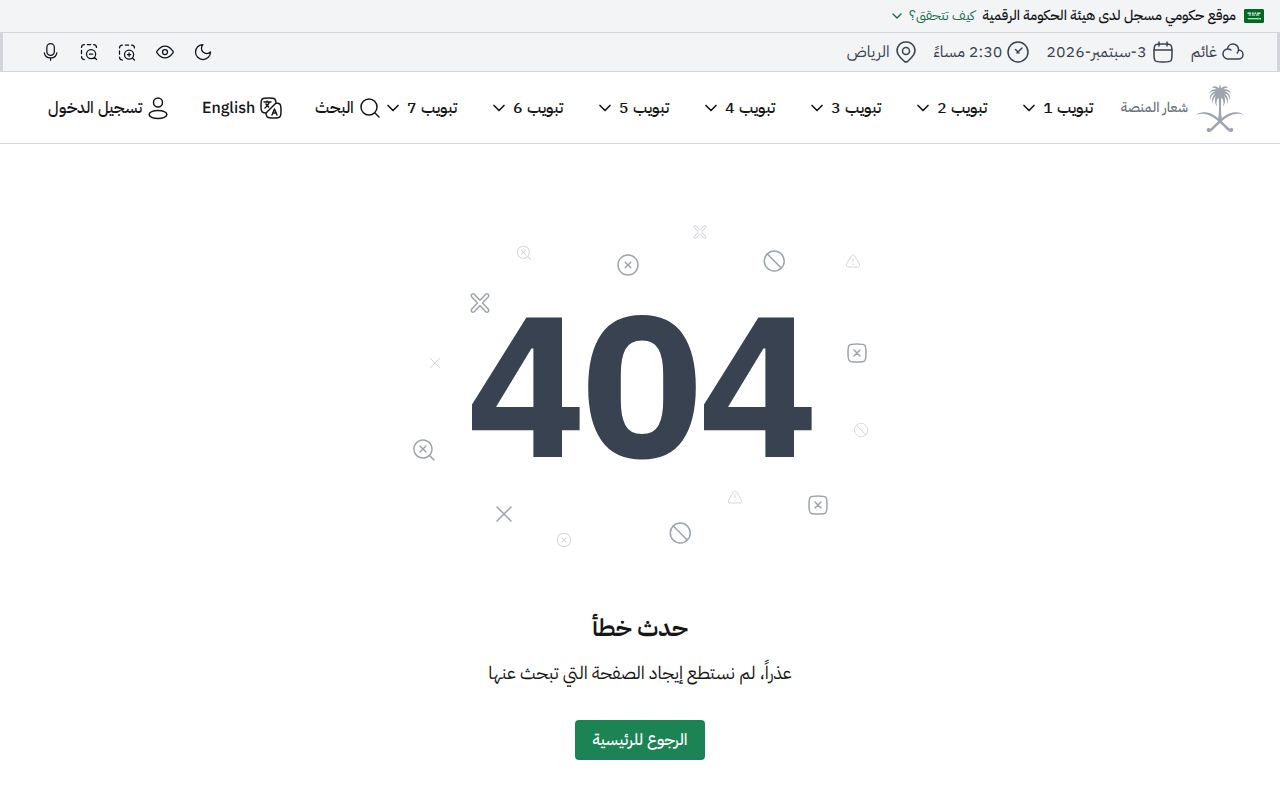 موقع حكومي مسجل لدى هيئة الحكومة الرقمية كيف تتحقق؟
غائم 3-سبتمبر-2026 2:30 مساءً الرياض
شعار المنصة تبويب 1 تبويب 2 تبويب 3 تبويب 4 تبويب 5 تبويب 6 تبويب 7 البحث English تسجيل الدخول
404
حدث خطأ
عذراً، لم نستطع إيجاد الصفحة التي تبحث عنها
الرجوع للرئيسية